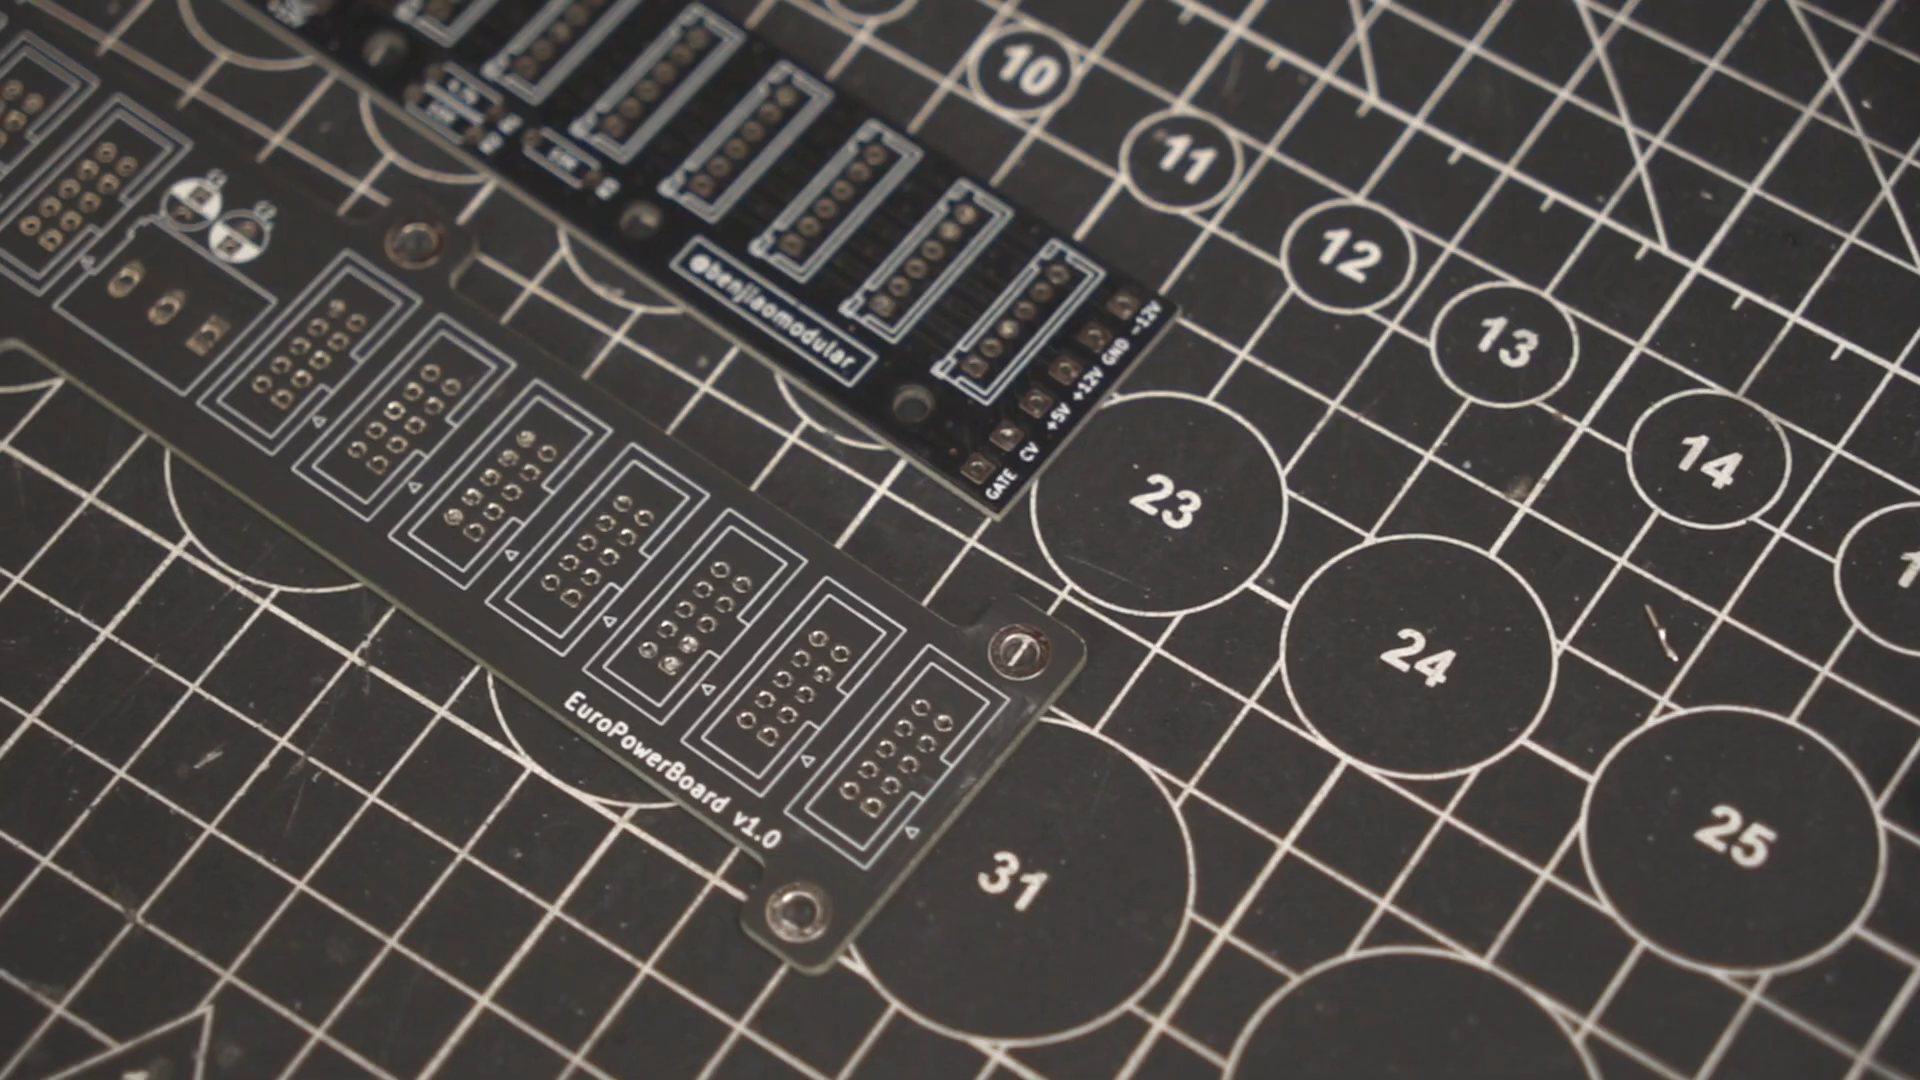 10
11
12
13
14
@benjiaomodular
-12V
GND
+12V
+5V
CV
GATE
23
24
25
EuroPowerBoard v1.0
31